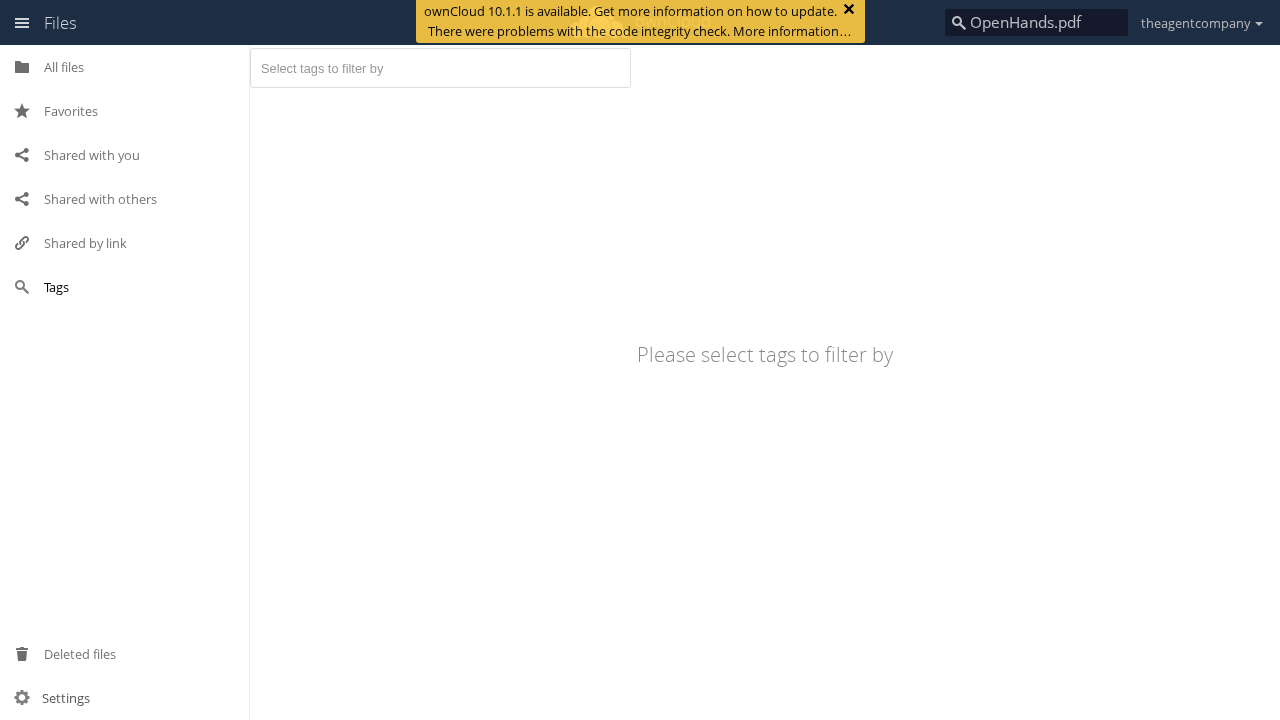 Files
ownCloud 10.1.1 is available. Get more information on how to update.
There were problems with the code integrity check. More information…
OpenHands.pdf
theagentcompany
All files
Favorites
Shared with you
Shared with others
Shared by link
Tags
Select tags to filter by
Please select tags to filter by
Deleted files
Settings